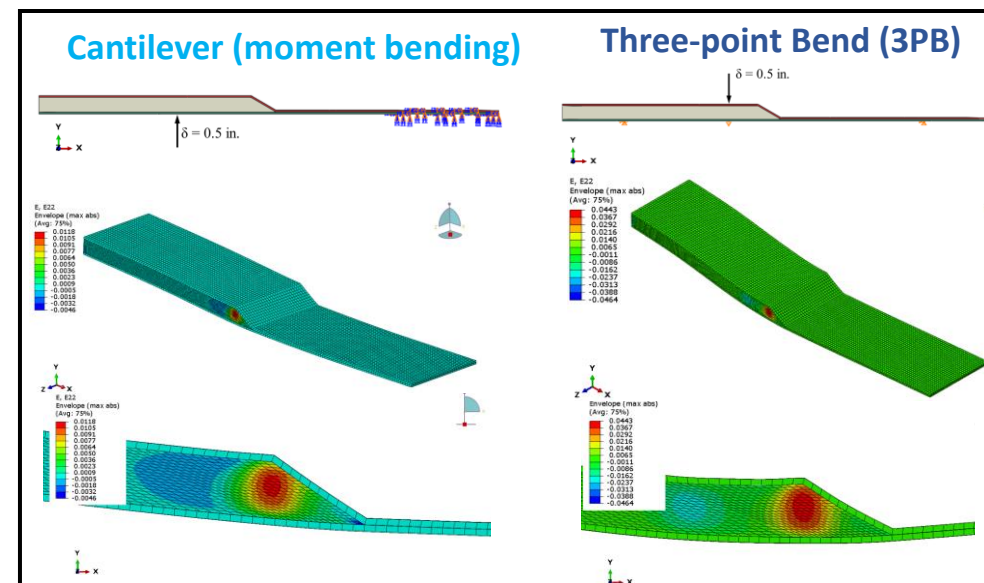 Cantilever (moment bending)
δ = 0.5 in.
Y
X
E, E22
Envelope (max abs)
(Avg: 75%)
0.0118
0.0105
0.0091
0.0077
0.0064
0.0050
0.0036
0.0023
0.0009
-0.0005
-0.0018
-0.0032
-0.0046
Y
Z
X
E, E22
Envelope (max abs)
(Avg: 75%)
0.0118
0.0105
0.0091
0.0077
0.0064
0.0050
0.0036
0.0023
0.0009
-0.0005
-0.0018
-0.0032
-0.0046
Y
X
Three-point Bend (3PB)
δ = 0.5 in.
Y
X
E, E22
Envelope (max abs)
(Avg: 75%)
0.0443
0.0367
0.0292
0.0216
0.0140
0.0065
-0.0011
-0.0086
-0.0162
-0.0237
-0.0313
-0.0388
-0.0464
Y
Z
X
Envelope (max abs)
(Avg: 75%)
0.0443
0.0367
0.0292
0.0216
0.0140
0.0065
-0.0011
-0.0086
-0.0162
-0.0237
-0.0313
-0.0388
-0.0464
Y
X